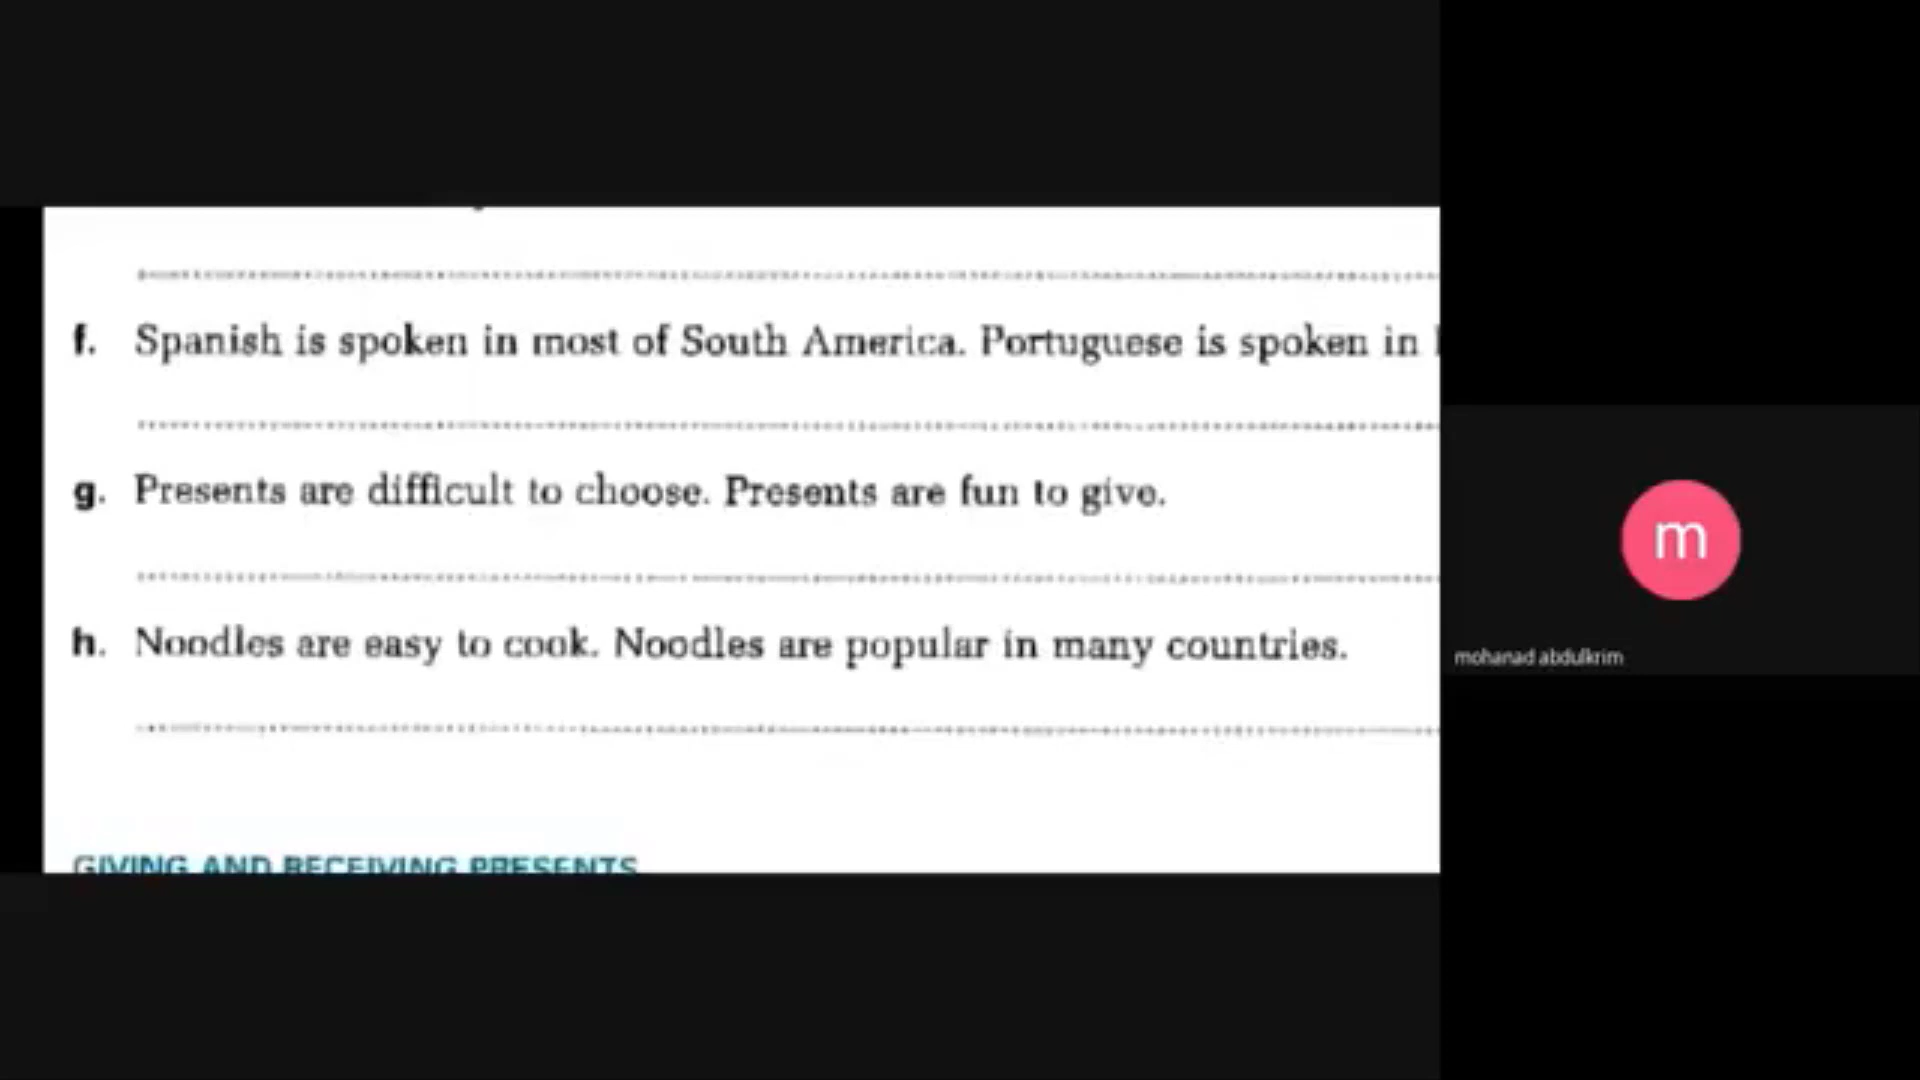 f. Spanish is spoken in most of South America. Portuguese is spoken in
g. Presents are difficult to choose. Presents are fun to give.
h. Noodles are easy to cook. Noodles are popular in many countries.
GIVING AND RECEIVING PRESENTS
m
mohanad abdulkrim